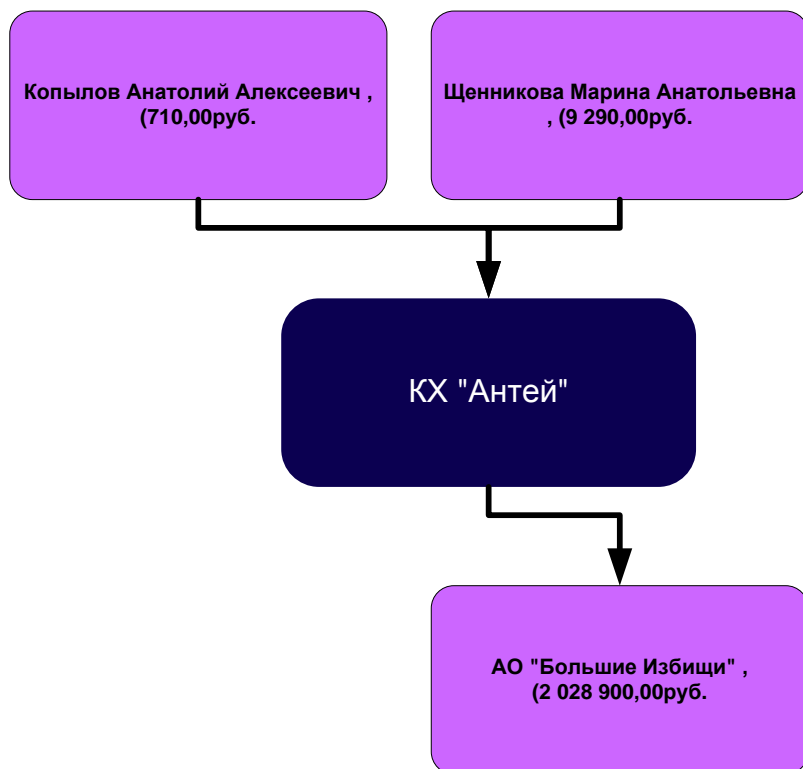 Копылов Анатолий Алексеевич ,
(710,00руб.
Щенникова Марина Анатольевна
, (9 290,00руб.
КХ "Антей"
АО "Большие Избищи" ,
(2 028 900,00руб.